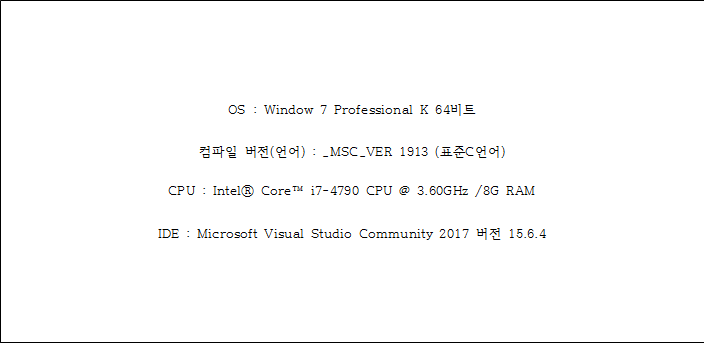 OS : Window 7 Professional K 64비트
컴파일 버전(언어) : _MSC_VER 1913 (표준C언어)
CPU : Intel® Core™ i7-4790 CPU @ 3.60GHz /8G RAM
IDE : Microsoft Visual Studio Community 2017 버전 15.6.4